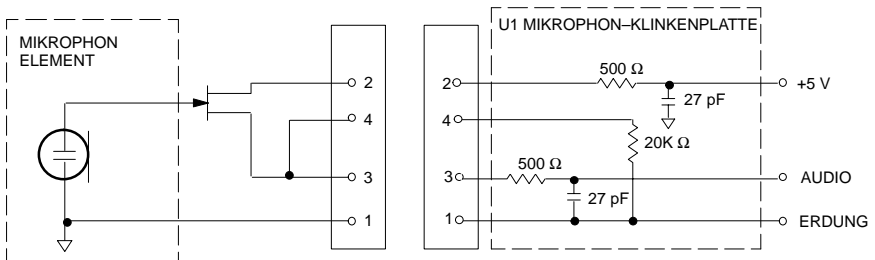 MIKROPHON
ELEMENT
2
4
3
1
U1 MIKROPHON–KLINKENPLATTE
2
4
3
1
500 Ω
27 pF
20K Ω
500 Ω
27 pF
+5 V
AUDIO
ERDUNG